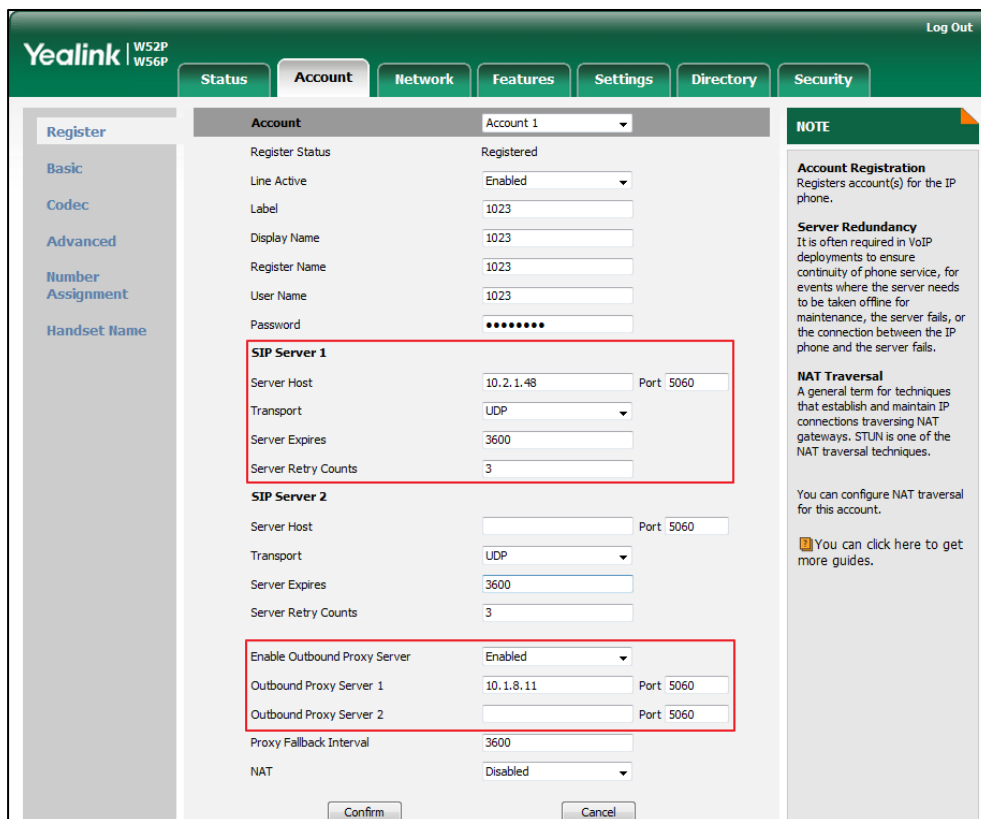 Log Out
Yealink W52P W56P
Status Account Network Features Settings Directory Security
Register
Basic
Codec
Advanced
Number Assignment
Handset Name
Account Account 1
Register Status Registered
Line Active Enabled
Label 1023
Display Name 1023
Register Name 1023
User Name 1023
Password ••••••••
SIP Server 1
Server Host 10.2.1.48 Port 5060
Transport UDP
Server Expires 3600
Server Retry Counts 3
SIP Server 2
Server Host Port 5060
Transport UDP
Server Expires 3600
Server Retry Counts 3
Enable Outbound Proxy Server Enabled
Outbound Proxy Server 1 10.1.8.11 Port 5060
Outbound Proxy Server 2 Port 5060
Proxy Fallback Interval 3600
NAT Disabled
Confirm Cancel
NOTE
Account Registration
Registers account(s) for the IP
phone.
Server Redundancy
It is often required in VoIP
deployments to ensure
continuity of phone service, for
events where the server needs
to be taken offline for
maintenance, the server fails, or
the connection between the IP
phone and the server fails.
NAT Traversal
A general term for techniques
that establish and maintain IP
connections traversing NAT
gateways. STUN is one of the
NAT traversal techniques.
You can configure NAT traversal
for this account.
You can click here to get
more guides.